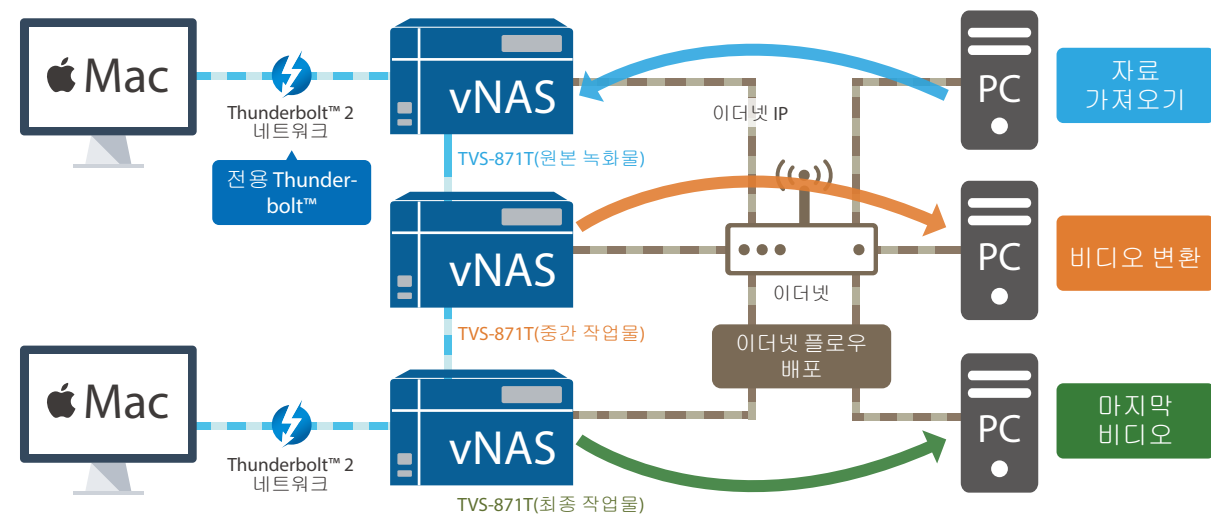 Mac
Thunderbolt™ 2
네트워크
전용 Thunder-
bolt™
vNAS
TVS-871T(원본 녹화물)
이더넷 IP
PC
자료
가져오기
vNAS
TVS-871T(중간 작업물)
이더넷
이더넷 플로우
배포
PC
비디오 변환
Mac
Thunderbolt™ 2
네트워크
vNAS
TVS-871T(최종 작업물)
PC
마지막
비디오